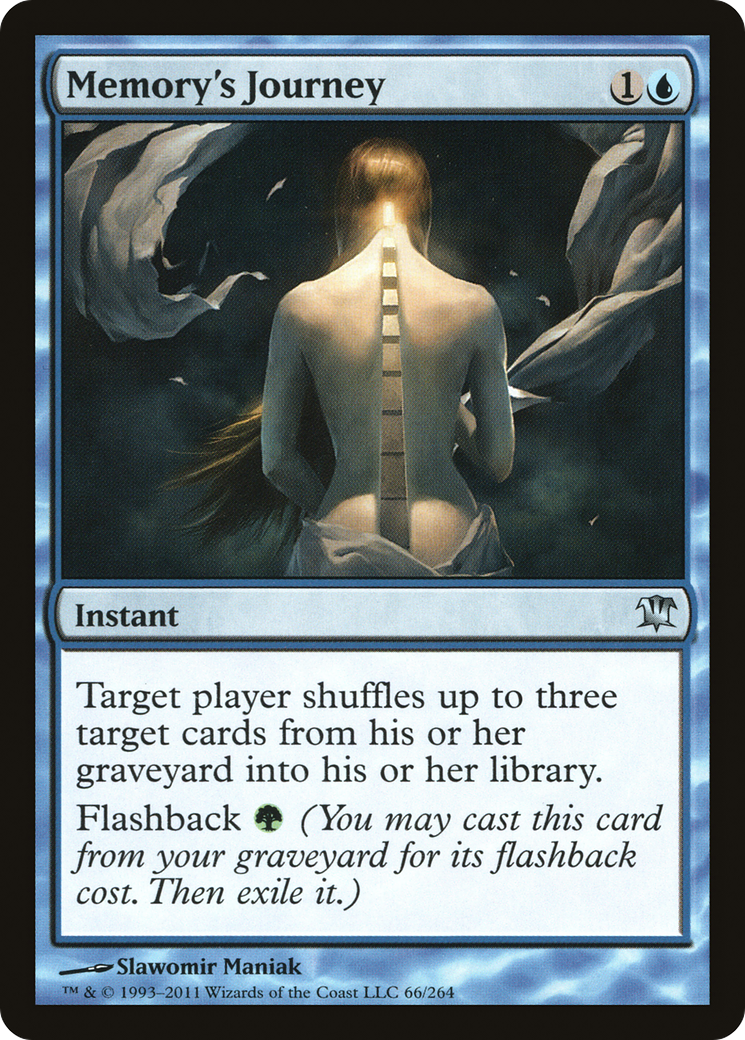 Memory's Journey 1
Instant
Target player shuffles up to three
target cards from his or her
graveyard into his or her library.
Flashback (You may cast this card
from your graveyard for its flashback
cost. Then exile it.)
Slawomir Maniak
™ & © 1993–2011 Wizards of the Coast LLC 66/264